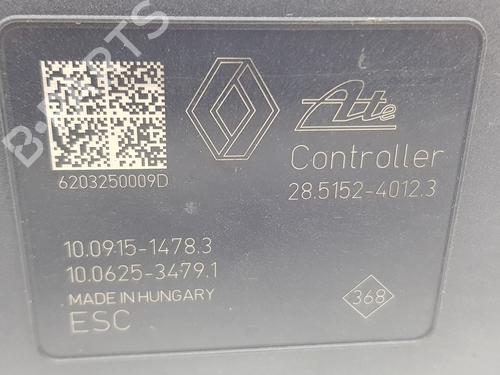 B-PARTS
Ate
Controller
6203250009D
28.5152-4012.3
10.0915-1478.3
10.0625-3479.1
MADE IN HUNGARY
ESC
368